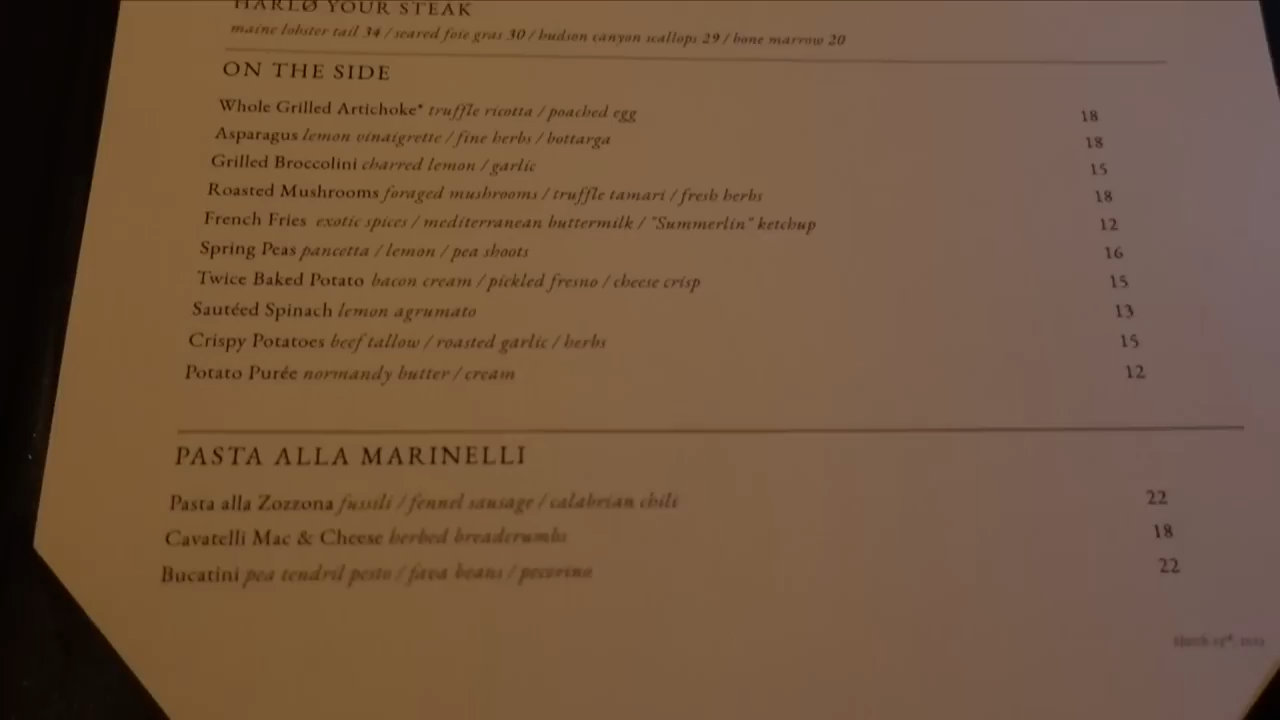 HARLØ YOUR STEAK
maine lobster tail 34 / seared foie gras 30 / hudson canyon scallops 29 / bone marrow 20
ON THE SIDE
Whole Grilled Artichoke* truffle ricotta / poached egg 18
Asparagus lemon vinaigrette / fine herbs / bottarga 18
Grilled Broccolini charred lemon / garlic 15
Roasted Mushrooms foraged mushrooms / truffle tamari / fresh herbs 18
French Fries exotic spices / mediterranean buttermilk / "Summerlin" ketchup 12
Spring Peas pancetta / lemon / pea shoots 16
Twice Baked Potato bacon cream / pickled fresno / cheese crisp 15
Sautéed Spinach lemon agrumato 13
Crispy Potatoes beef tallow / roasted garlic / herbs 15
Potato Purée normandy butter / cream 12
PASTA ALLA MARINELLI
Pasta alla Zozzona fussili / fennel sausage / calabrian chili 22
Cavatelli Mac & Cheese herbed breadcrumbs 18
Bucatini pea tendril pesto / fava beans / pecorino 22